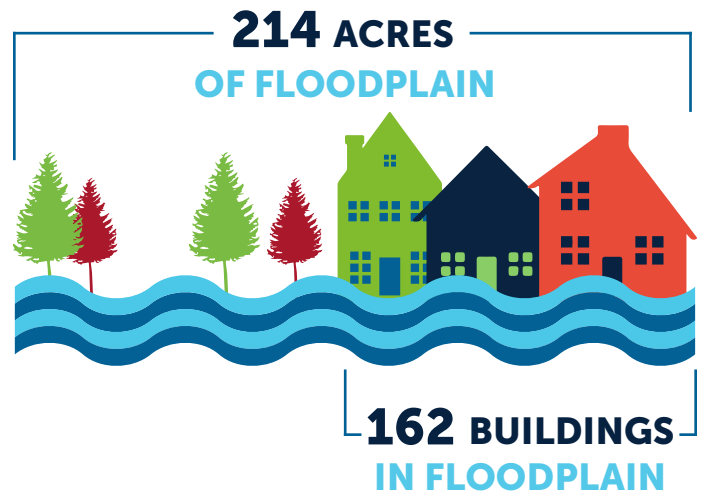 214 ACRES
OF FLOODPLAIN
162 BUILDINGS
IN FLOODPLAIN